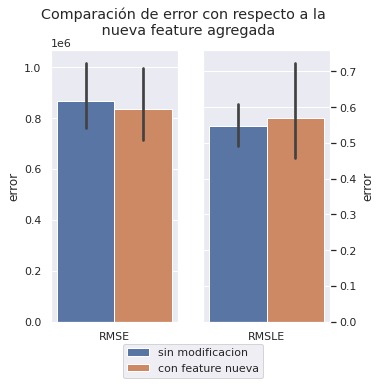 Comparación de error con respecto a la
nueva feature agregada
1e6
1.0
0.8
0.6
0.4
0.2
0.0
error
RMSE
0.7
0.6
0.5
0.4
0.3
0.2
0.1
0.0
error
RMSLE
sin modificacion
con feature nueva